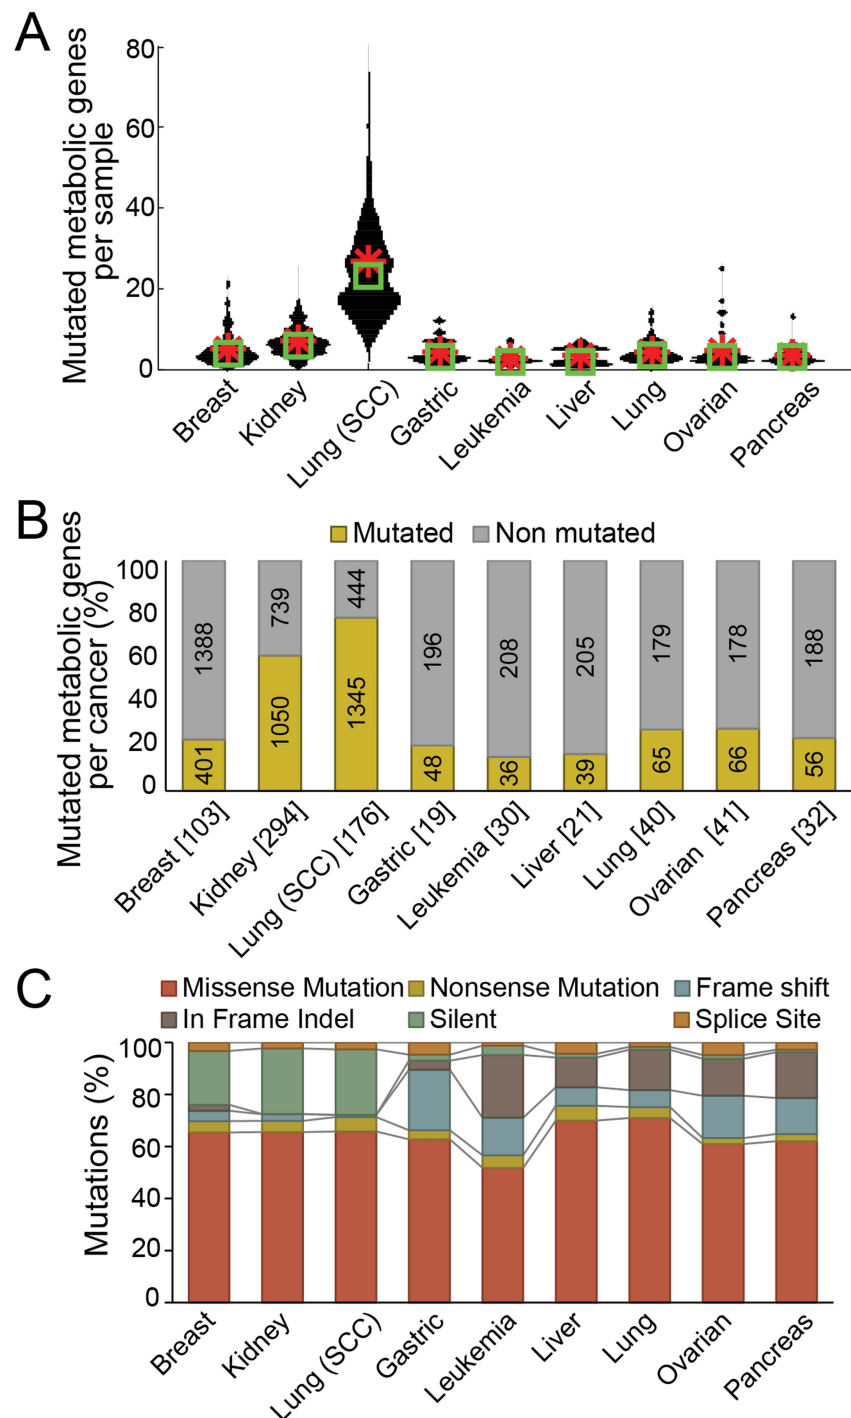 A
Mutated metabolic genes
per sample
80
60
40
20
0
Breast
Kidney
Lung (SCC)
Gastric
Leukemia
Liver
Lung
Ovarian
Pancreas
B
Mutated Non mutated
Mutated metabolic genes
per cancer (%)
100
80
60
40
20
0
1388 739 444 196 208 205 179 178 188
401 1050 1345 48 36 39 65 66 56
Breast [103]
Kidney [294]
Lung (SCC) [176]
Gastric [19]
Leukemia [30]
Liver [21]
Lung [40]
Ovarian [41]
Pancreas [32]
C
Missense Mutation Nonsense Mutation Frame shift
In Frame Indel Silent Splice Site
Mutations (%)
100
80
60
40
20
0
Breast
Kidney
Lung (SCC)
Gastric
Leukemia
Liver
Lung
Ovarian
Pancreas